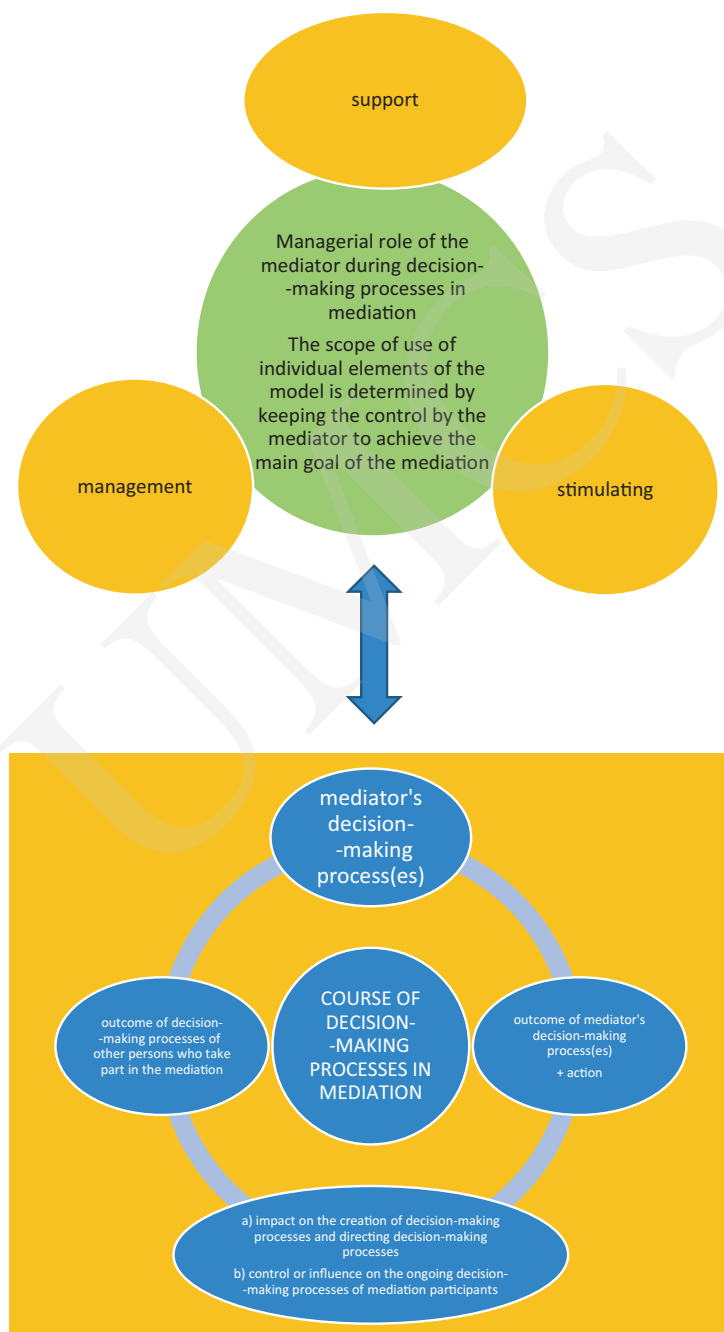 support
Managerial role of the
mediator during decision-
-making processes in
mediation
The scope of use of
individual elements of the
model is determined by
keeping the control by the
mediator to achieve the
main goal of the mediation
management
stimulating
mediator's
decision-
-making
process(es)
outcome of decision-
-making processes of
other persons who take
part in the mediation
COURSE OF
DECISION-
-MAKING
PROCESSES IN
MEDIATION
outcome of mediator's
decision-making
process(es)
+ action
a) impact on the creation of decision-making
processes and directing decision-making
processes
b) control or influence on the ongoing decision-
-making processes of mediation participants
UMCS